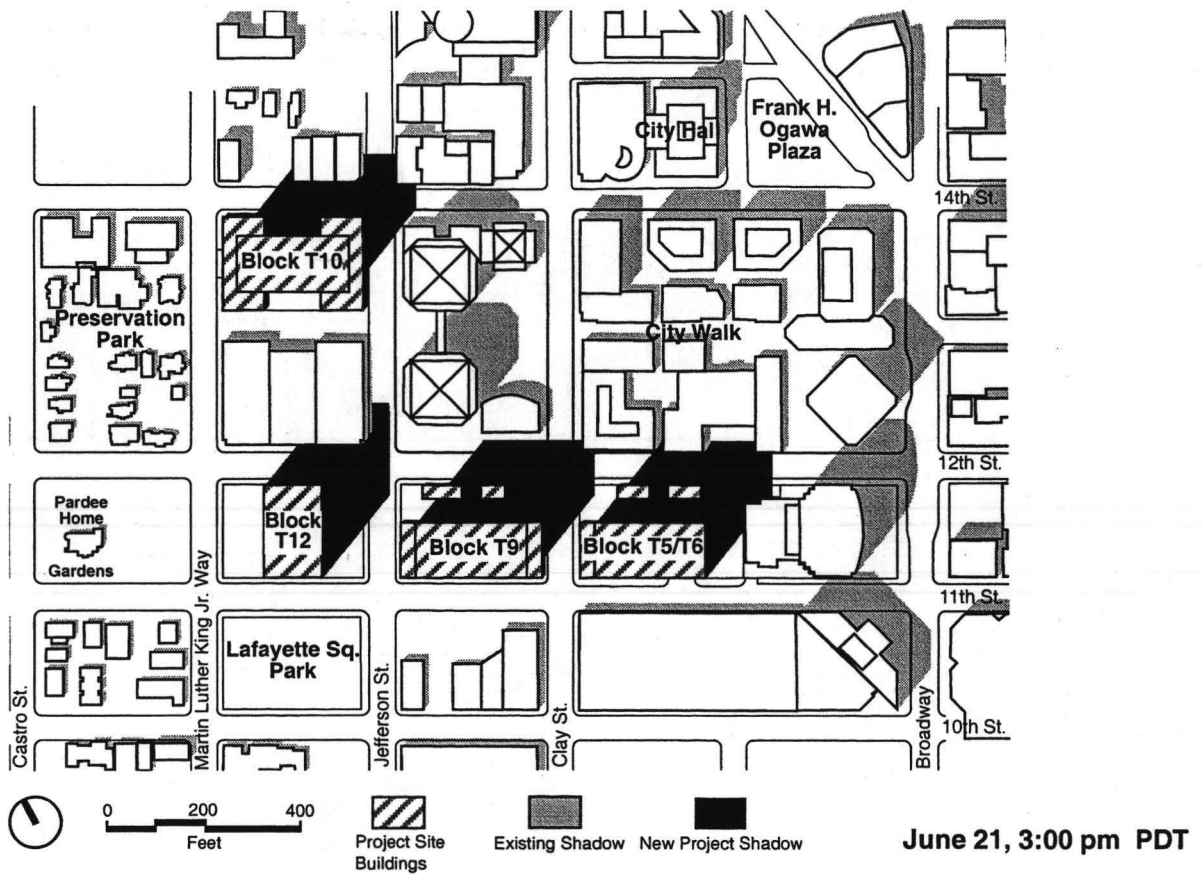 Frank H.
Ogawa
Plaza
City Hall
14th St.
Block T10
Preservation
Park
City Walk
12th St.
Pardee
Home
Gardens
Block
T12
Block T9
Block T5/T6
11th St.
Lafayette Sq.
Park
Castro St.
Martin Luther King Jr. Way
Jefferson St.
Clay St.
Broadway
10th St.
0 200 400
Feet
Project Site
Buildings
Existing Shadow
New Project Shadow
June 21, 3:00 pm PDT